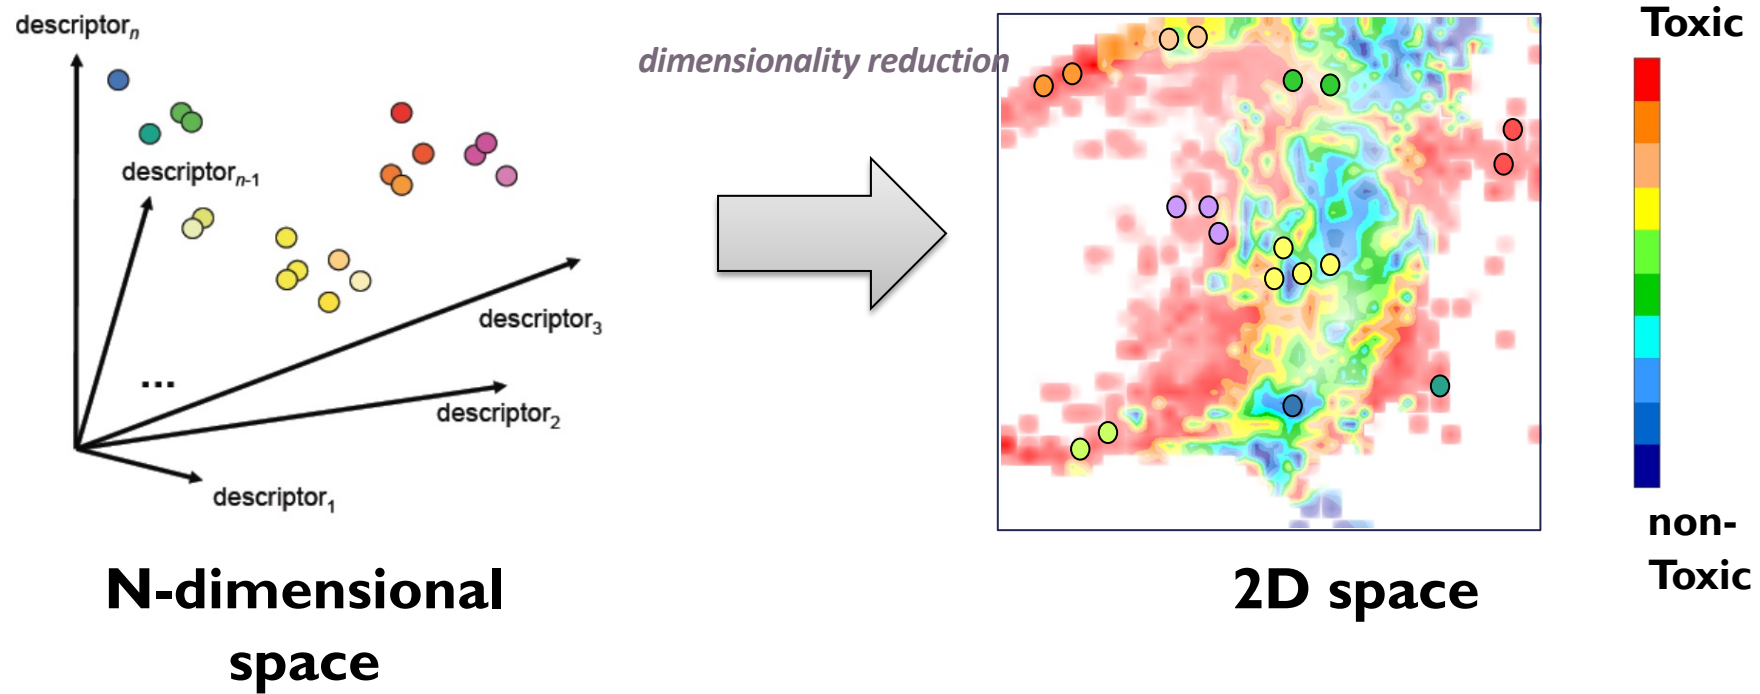 descriptorn
dimensionality reduction
Toxic
descriptorn-1
descriptor3
...
descriptor2
descriptor1
non-
Toxic
N-dimensional
space
2D space